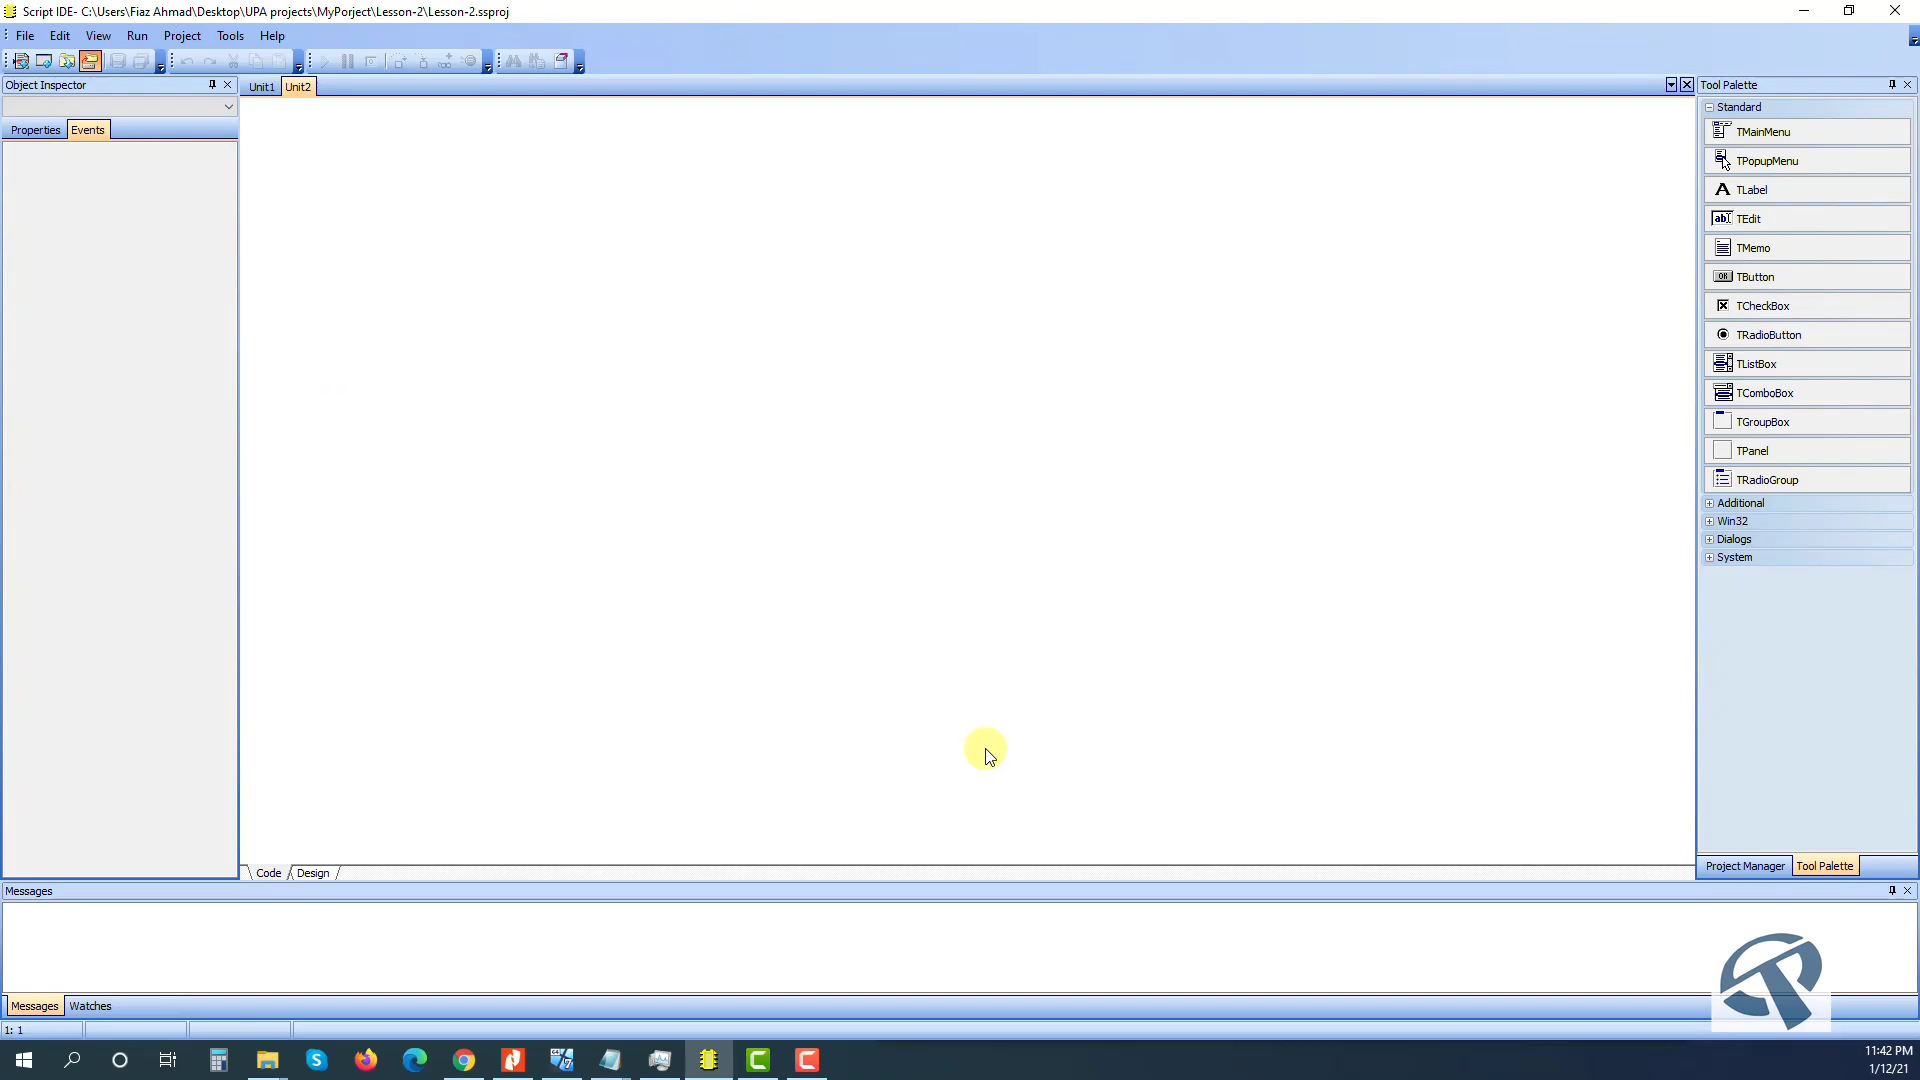 Script IDE- C:\Users\Fiaz Ahmad\Desktop\UPA projects\MyPorject\Lesson-2\Lesson-2.ssproj
File Edit View Run Project Tools Help
Object Inspector
Unit1 Unit2
Tool Palette
Properties Events
Standard
TMainMenu
TPopupMenu
A TLabel
abI TEdit
TMemo
OK TButton
TCheckBox
TRadioButton
TListBox
TComboBox
TGroupBox
TPanel
TRadioGroup
Additional
Win32
Dialogs
System
Project Manager Tool Palette
Code Design
Messages
Messages Watches
1: 1
11:42 PM
1/12/21